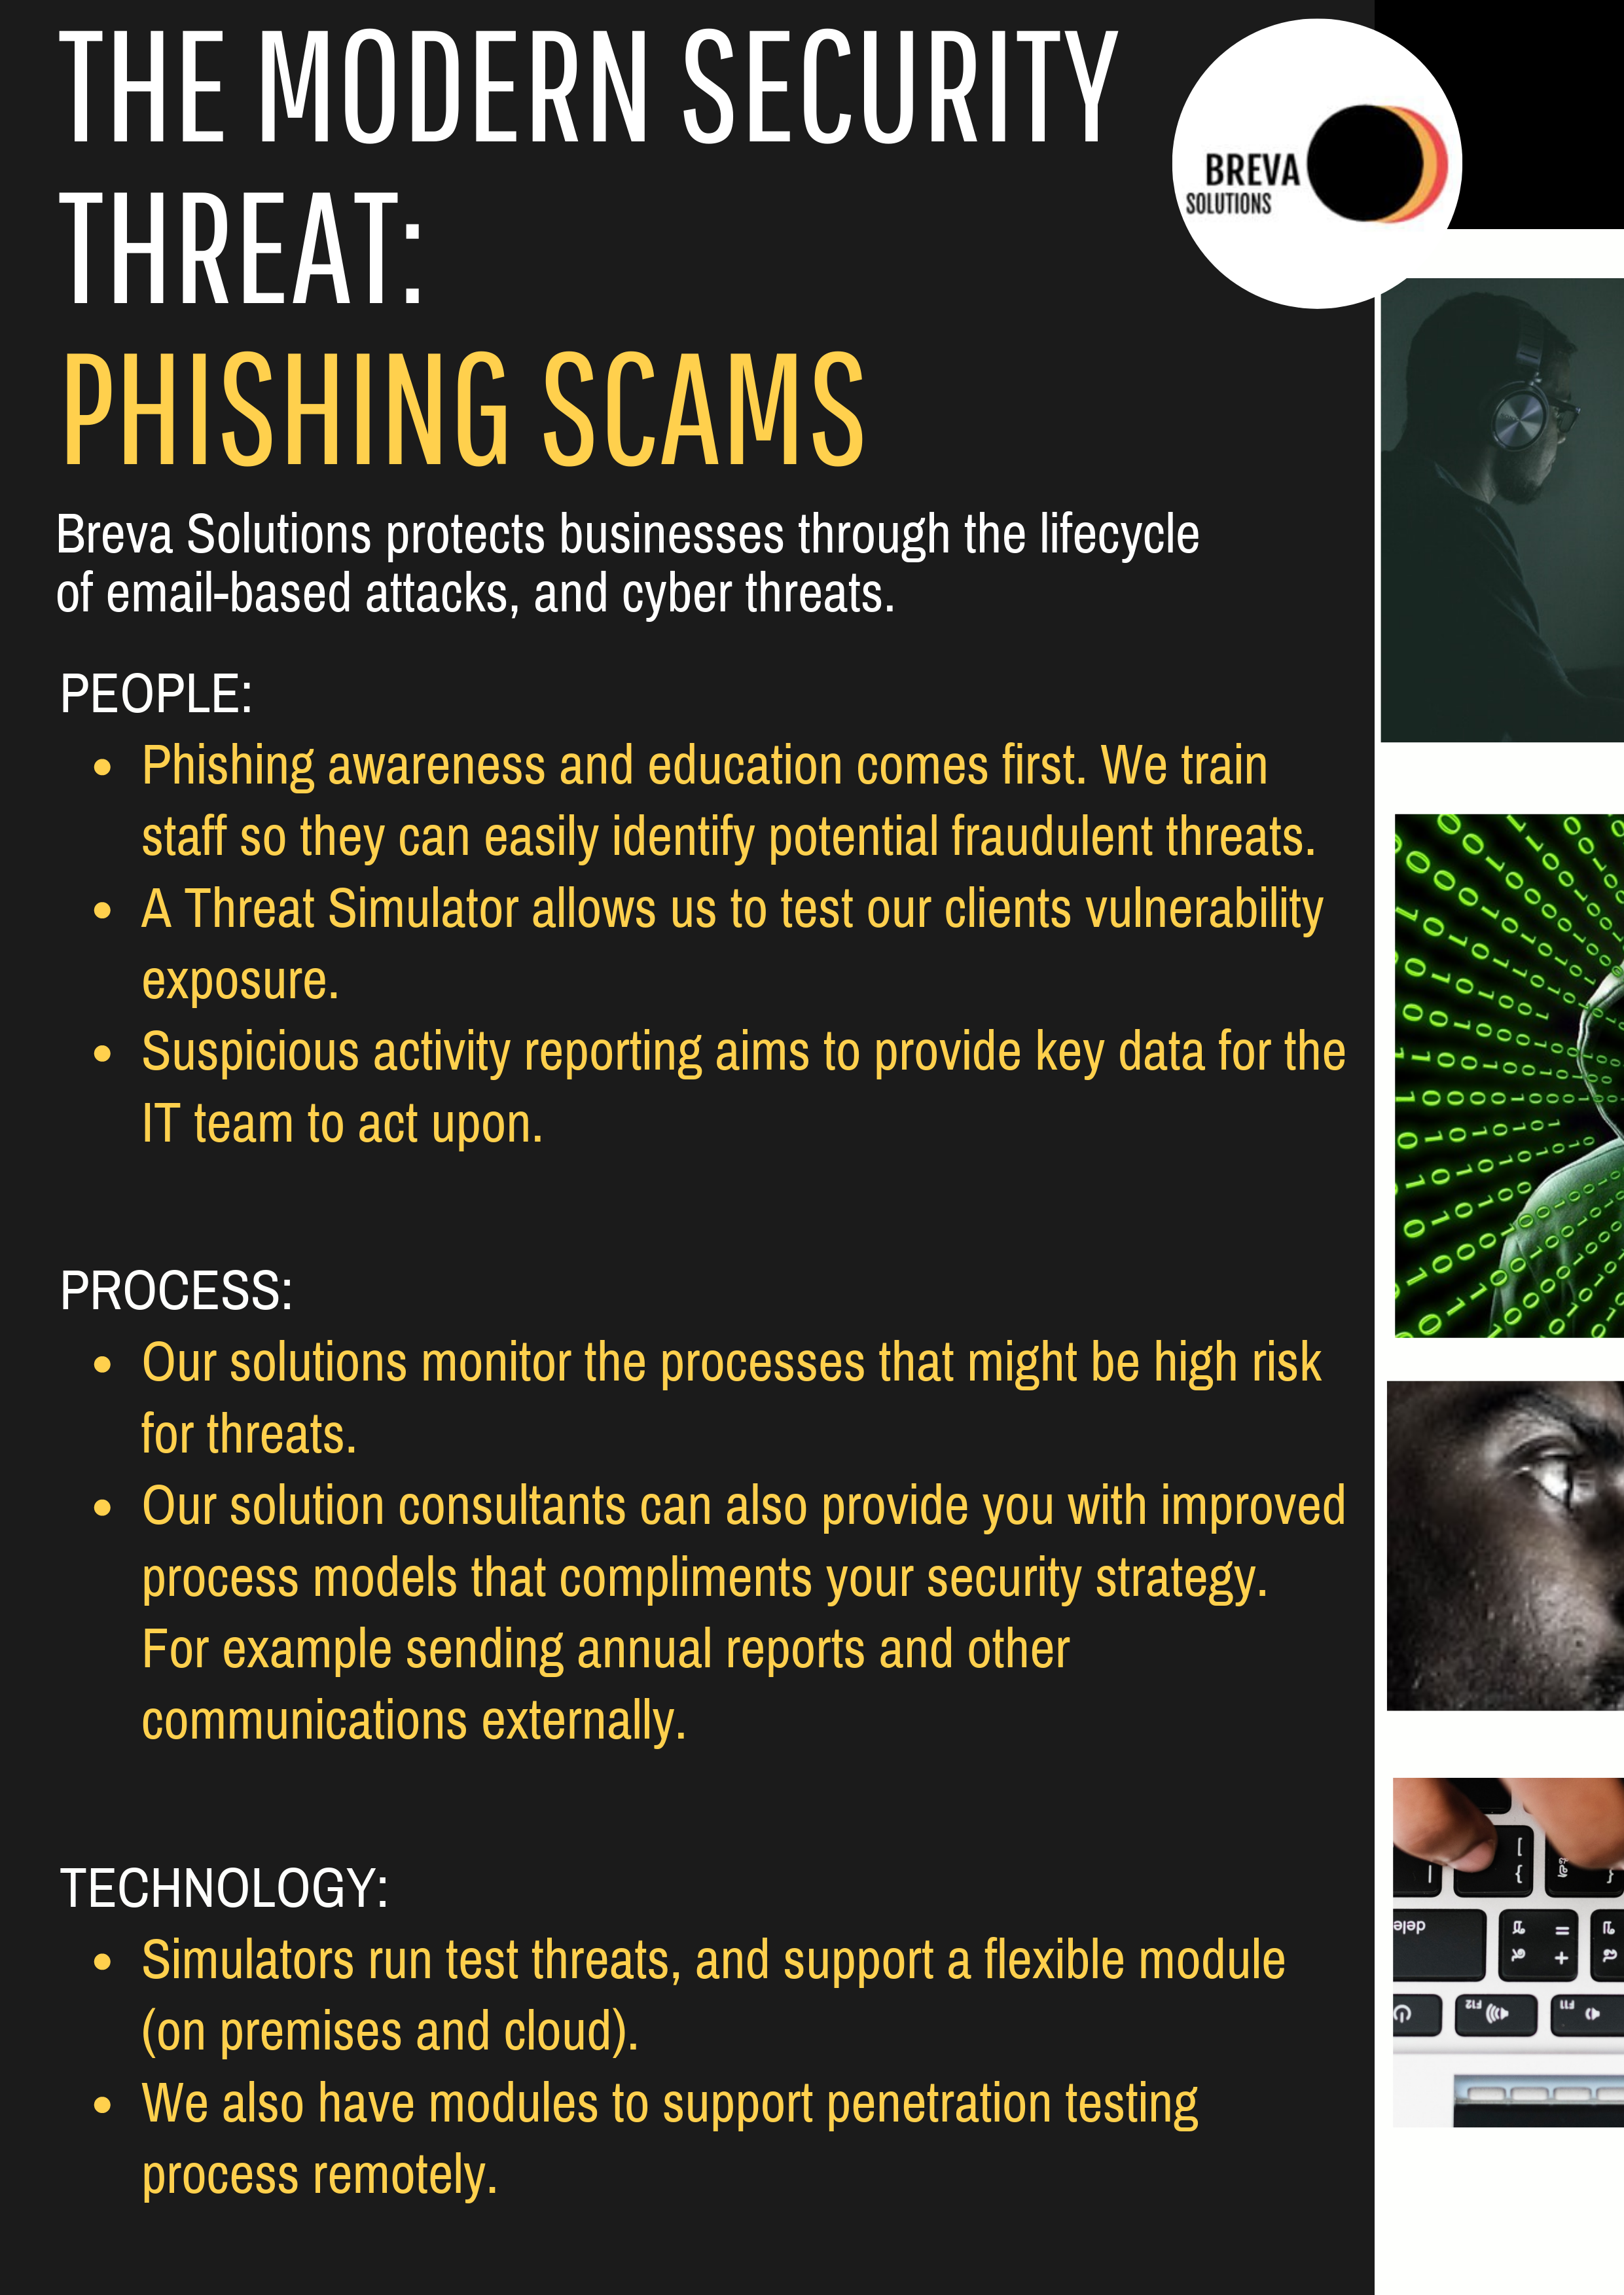 THE MODERN SECURITY
THREAT:
PHISHING SCAMS
BREVA
SOLUTIONS
Breva Solutions protects businesses through the lifecycle
of email-based attacks, and cyber threats.
PEOPLE:
• Phishing awareness and education comes first. We train
staff so they can easily identify potential fraudulent threats.
• A Threat Simulator allows us to test our clients vulnerability
exposure.
• Suspicious activity reporting aims to provide key data for the
IT team to act upon.
PROCESS:
• Our solutions monitor the processes that might be high risk
for threats.
• Our solution consultants can also provide you with improved
process models that compliments your security strategy.
For example sending annual reports and other
communications externally.
TECHNOLOGY:
• Simulators run test threats, and support a flexible module
(on premises and cloud).
• We also have modules to support penetration testing
process remotely.